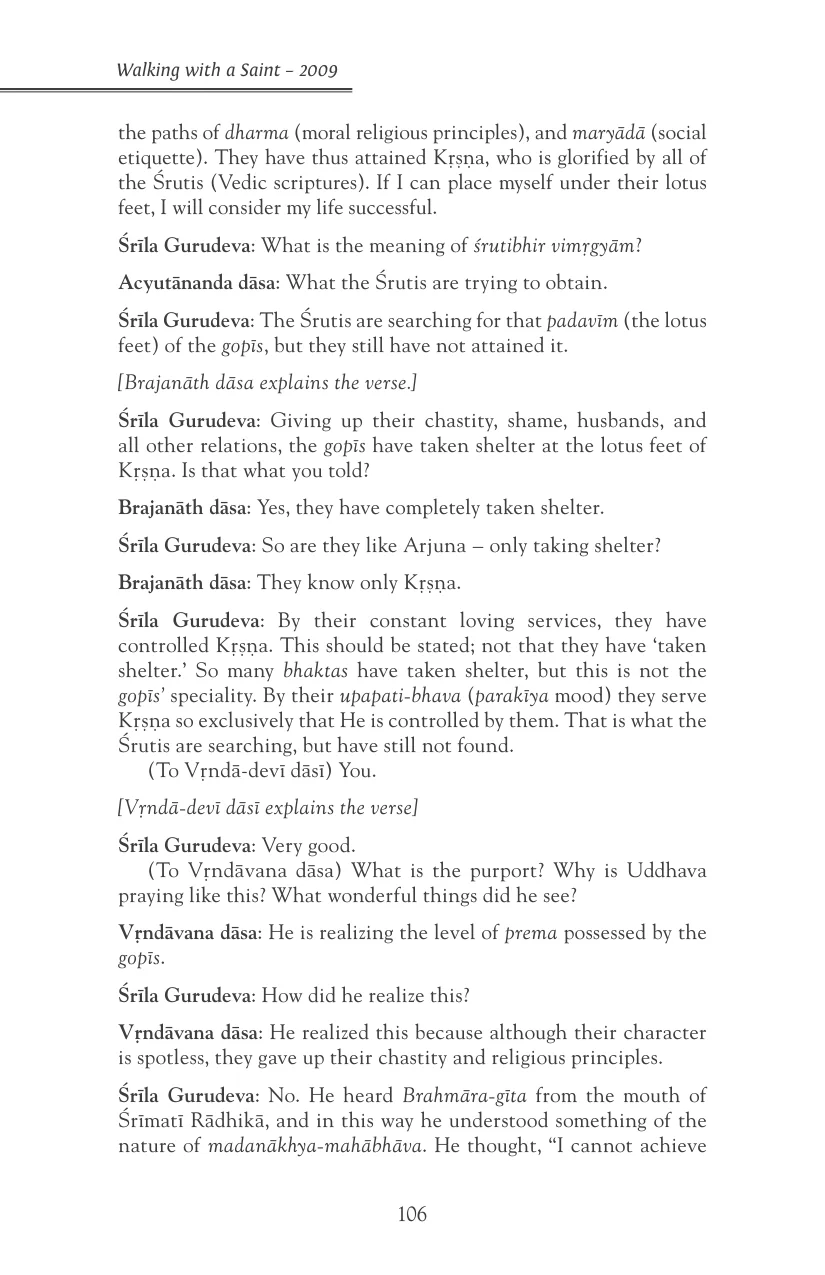 Walking with a Saint – 2009
the paths of dharma (moral religious principles), and maryādā (social
etiquette). They have thus attained Kṛṣṇa, who is glorified by all of
the Śrutis (Vedic scriptures). If I can place myself under their lotus
feet, I will consider my life successful.
Śrīla Gurudeva: What is the meaning of śrutibhir vimṛgyām?
Acyutānanda dāsa: What the Śrutis are trying to obtain.
Śrīla Gurudeva: The Śrutis are searching for that padavīm (the lotus
feet) of the gopīs, but they still have not attained it.
[Brajanāth dāsa explains the verse.]
Śrīla Gurudeva: Giving up their chastity, shame, husbands, and
all other relations, the gopīs have taken shelter at the lotus feet of
Kṛṣṇa. Is that what you told?
Brajanāth dāsa: Yes, they have completely taken shelter.
Śrīla Gurudeva: So are they like Arjuna – only taking shelter?
Brajanāth dāsa: They know only Kṛṣṇa.
Śrīla Gurudeva: By their constant loving services, they have
controlled Kṛṣṇa. This should be stated; not that they have ‘taken
shelter.’ So many bhaktas have taken shelter, but this is not the
gopīs’ speciality. By their upapati-bhava (parakīya mood) they serve
Kṛṣṇa so exclusively that He is controlled by them. That is what the
Śrutis are searching, but have still not found.
(To Vṛndā-devī dāsī) You.
[Vṛndā-devī dāsī explains the verse]
Śrīla Gurudeva: Very good.
(To Vṛndāvana dāsa) What is the purport? Why is Uddhava
praying like this? What wonderful things did he see?
Vṛndāvana dāsa: He is realizing the level of prema possessed by the
gopīs.
Śrīla Gurudeva: How did he realize this?
Vṛndāvana dāsa: He realized this because although their character
is spotless, they gave up their chastity and religious principles.
Śrīla Gurudeva: No. He heard Brahmāra-gīta from the mouth of
Śrīmatī Rādhikā, and in this way he understood something of the
nature of madanākhya-mahābhāva. He thought, “I cannot achieve
106